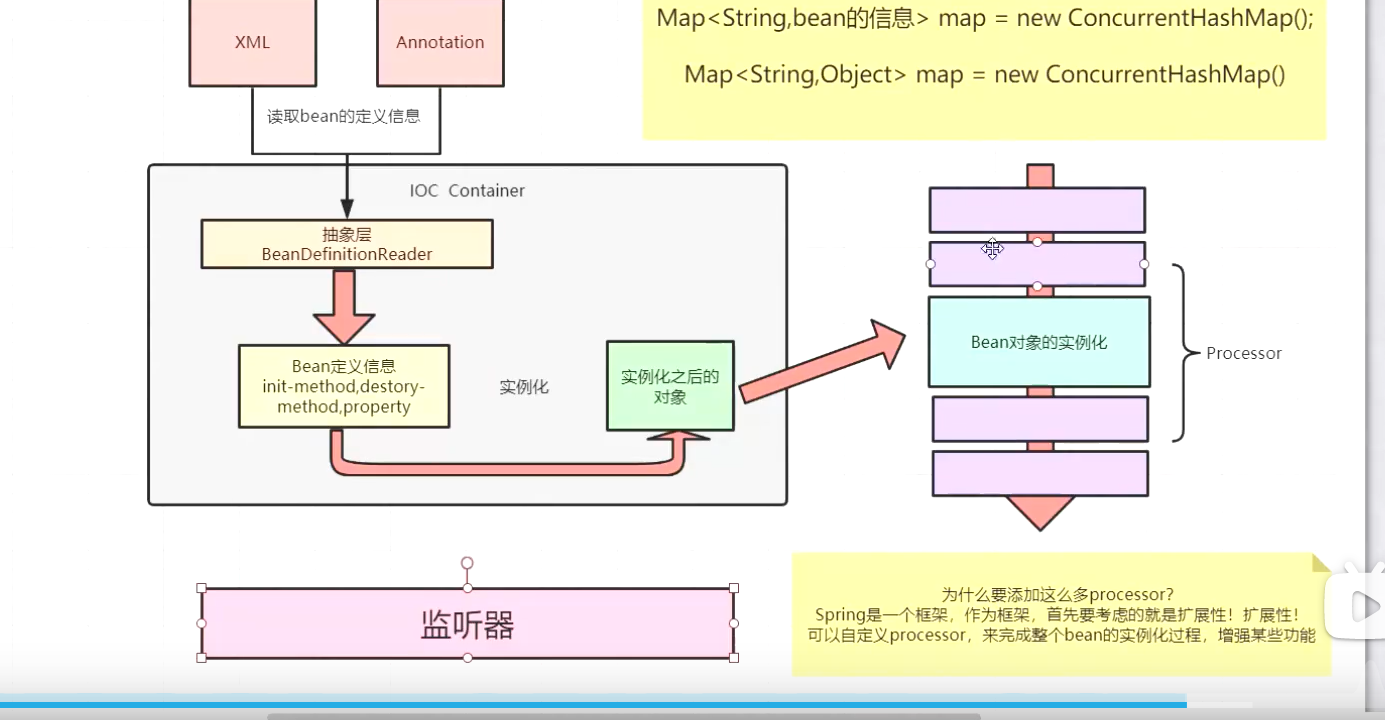 XML
Annotation
Map<String,bean的信息> map = new ConcurrentHashMap();
Map<String,Object> map = new ConcurrentHashMap()
读取bean的定义信息
IOC Container
抽象层
BeanDefinitionReader
Bean定义信息
init-method,destory-
method,property
实例化
实例化之后的
对象
Bean对象的实例化
Processor
监听器
为什么要添加这么多processor?
Spring是一个框架，作为框架，首先要考虑的就是扩展性！扩展性！
可以自定义processor，来完成整个bean的实例化过程，增强某些功能